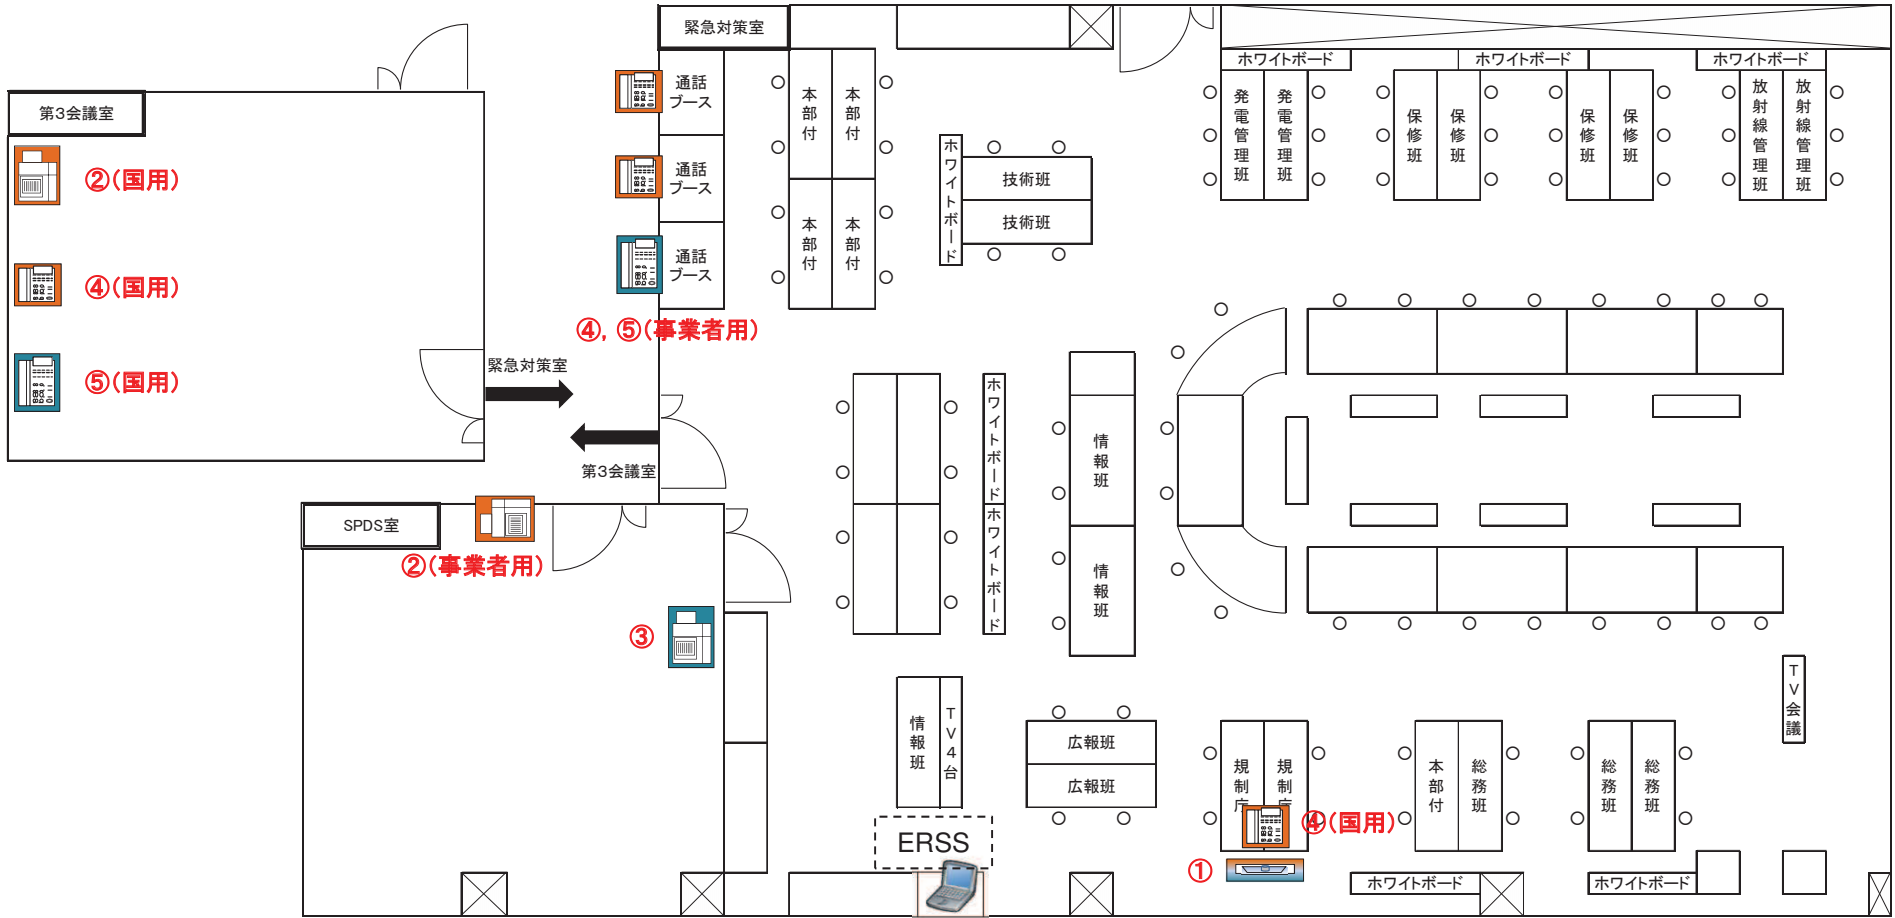 緊急対策室
第3会議室
②(国用)
④(国用)
⑤(国用)
通話
ブース
通話
ブース
通話
ブース
④, ⑤(事業者用)
本部付
本部付
本部付
本部付
ホワイトボード
技術班
技術班
ホワイトボード
発電管理班
発電管理班
ホワイトボード
保修班
保修班
保修班
保修班
ホワイトボード
放射線管理班
放射線管理班
緊急対策室
第3会議室
SPDS室
②(事業者用)
③
ホワイトボード
ホワイトボード
情報班
情報班
情報班
TV4台
広報班
広報班
規制庁
規制庁
④(国用)
①
本部付
総務班
総務班
総務班
TV会議
ERSS
ホワイトボード
ホワイトボード